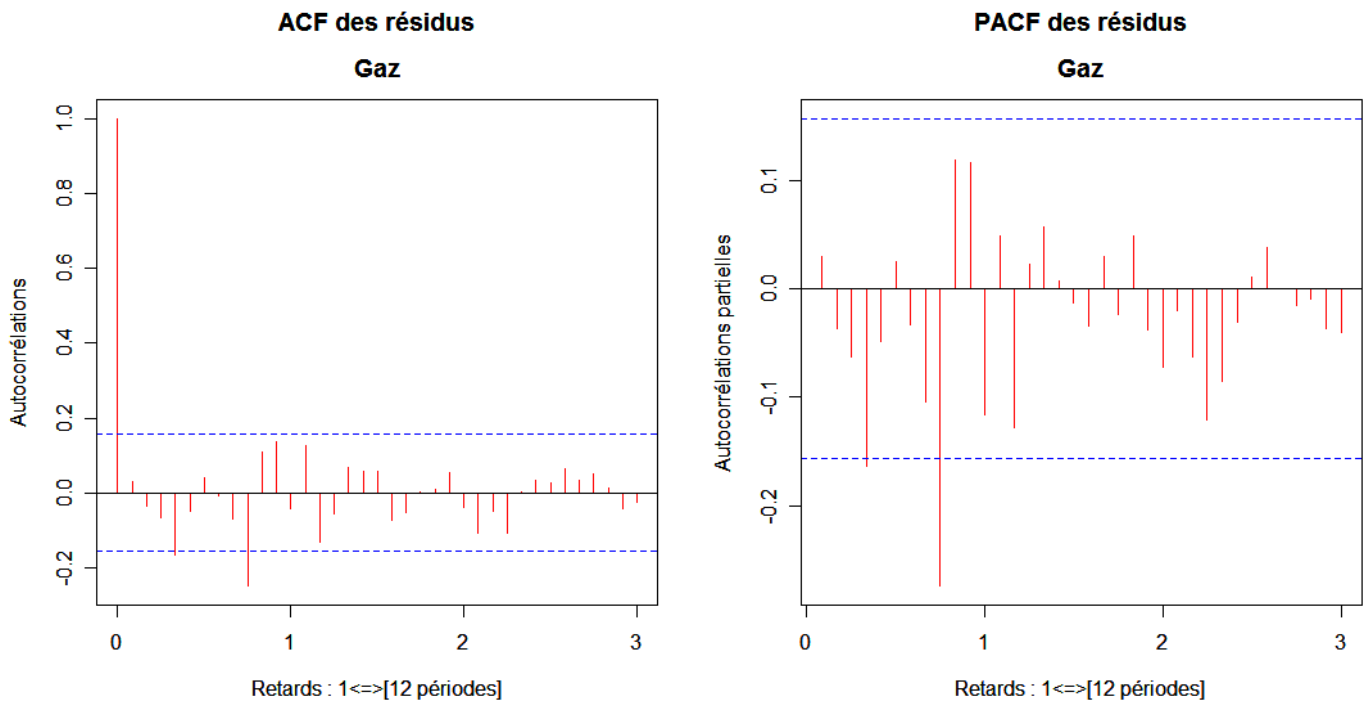 ACF des résidus
Gaz
Autocorrélations
1.0
0.8
0.6
0.4
0.2
0.0
-0.2
0
1
2
3
Retards : 1<=>[12 périodes]
PACF des résidus
Gaz
Autocorrélations partielles
0.1
0.0
-0.1
-0.2
0
1
2
3
Retards : 1<=>[12 périodes]